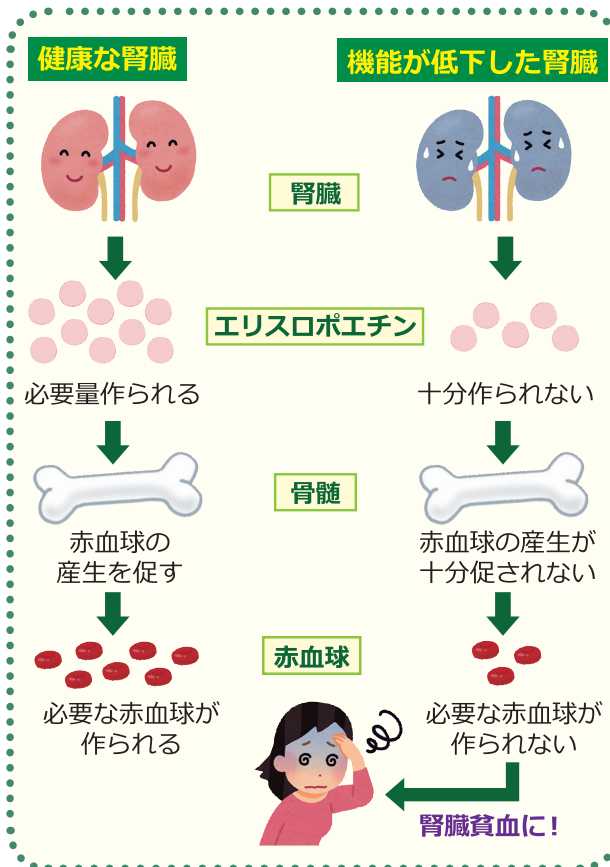 健康な腎臓
機能が低下した腎臓
腎臓
エリスロポエチン
必要量作られる
十分作られない
骨髄
赤血球の
産生を促す
赤血球の産生が
十分促されない
赤血球
必要な赤血球が
作られる
必要な赤血球が
作られない
腎臓貧血に!